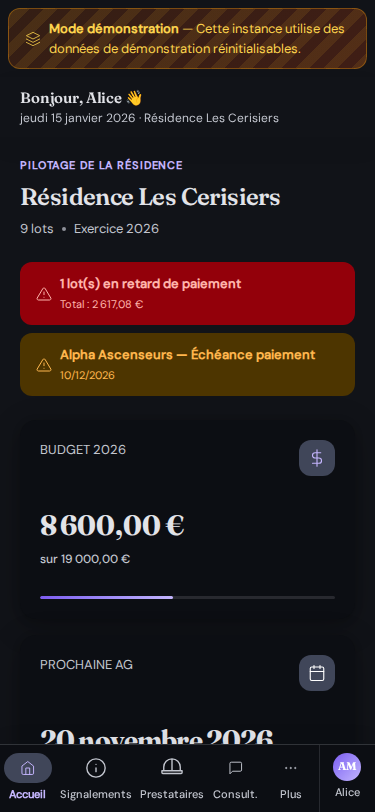 Mode démonstration — Cette instance utilise des
données de démonstration réinitialisables.
Bonjour, Alice 👋
jeudi 15 janvier 2026 · Résidence Les Cerisiers
PILOTAGE DE LA RÉSIDENCE
Résidence Les Cerisiers
9 lots • Exercice 2026
1 lot(s) en retard de paiement
Total : 2 617,08 €
Alpha Ascenseurs — Échéance paiement
10/12/2026
BUDGET 2026
8 600,00 €
sur 19 000,00 €
PROCHAINE AG
20 novembre 2026
Accueil
Signalements
Prestataires
Consult.
Plus
AM
Alice